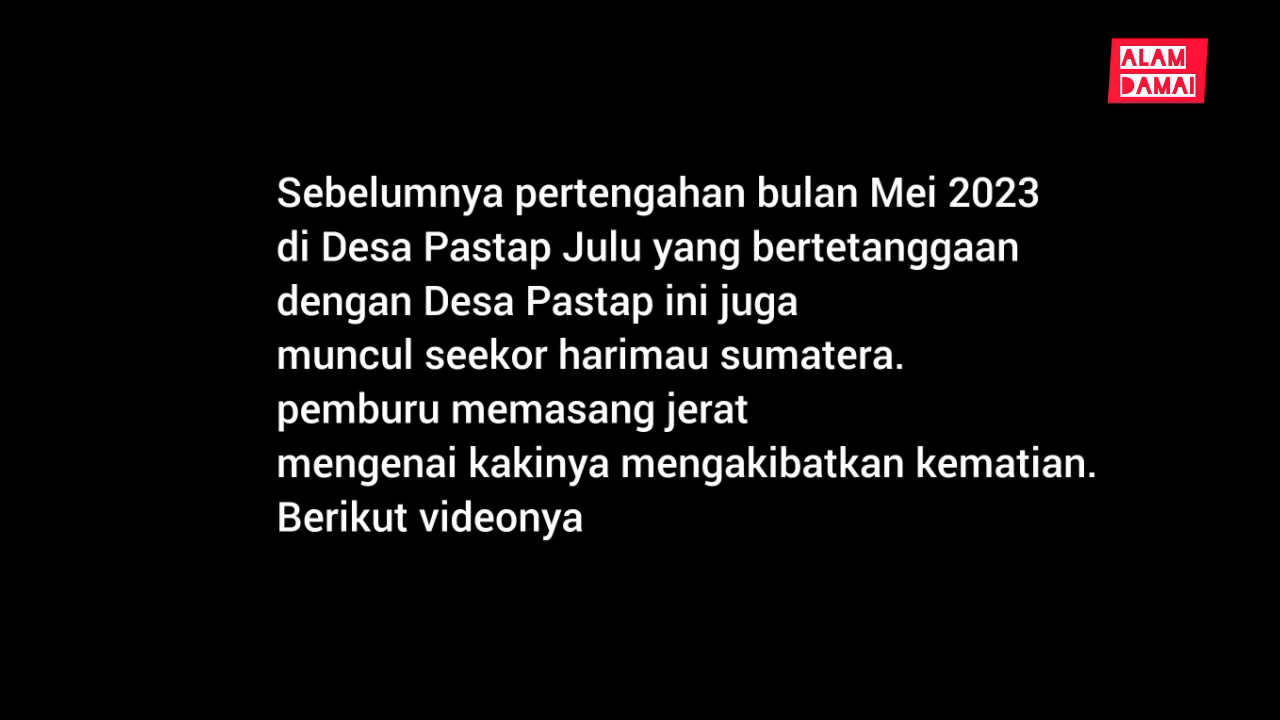 ALAM
DAMAI
Sebelumnya pertengahan bulan Mei 2023
di Desa Pastap Julu yang bertetanggaan
dengan Desa Pastap ini juga
muncul seekor harimau sumatera.
pemburu memasang jerat
mengenai kakinya mengakibatkan kematian.
Berikut videonya